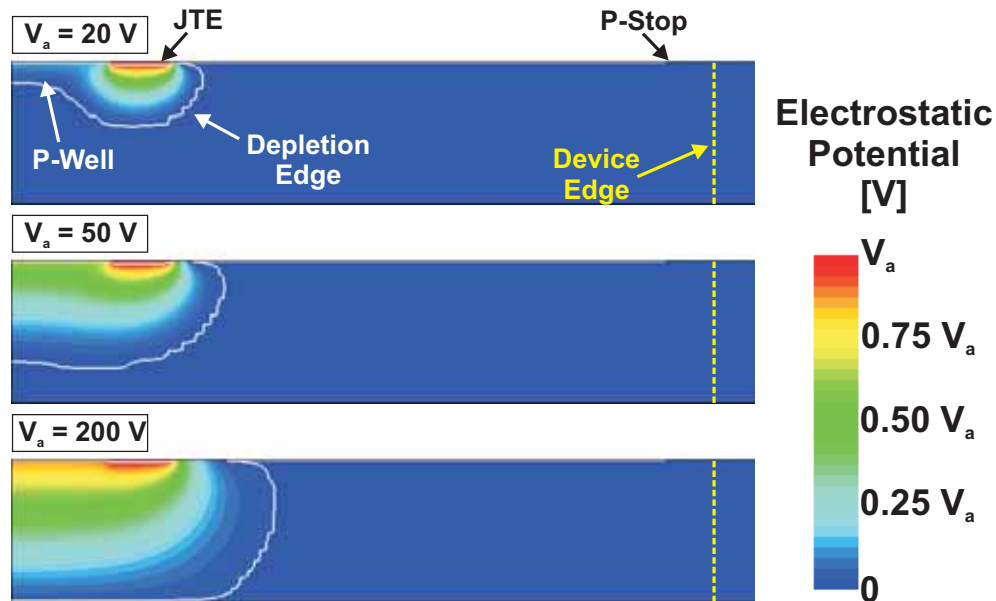 Vₐ = 20 V
JTE
P-Stop
P-Well
Depletion
Edge
Device
Edge
Vₐ = 50 V
Vₐ = 200 V
Electrostatic
Potential
[V]
Vₐ
0.75 Vₐ
0.50 Vₐ
0.25 Vₐ
0